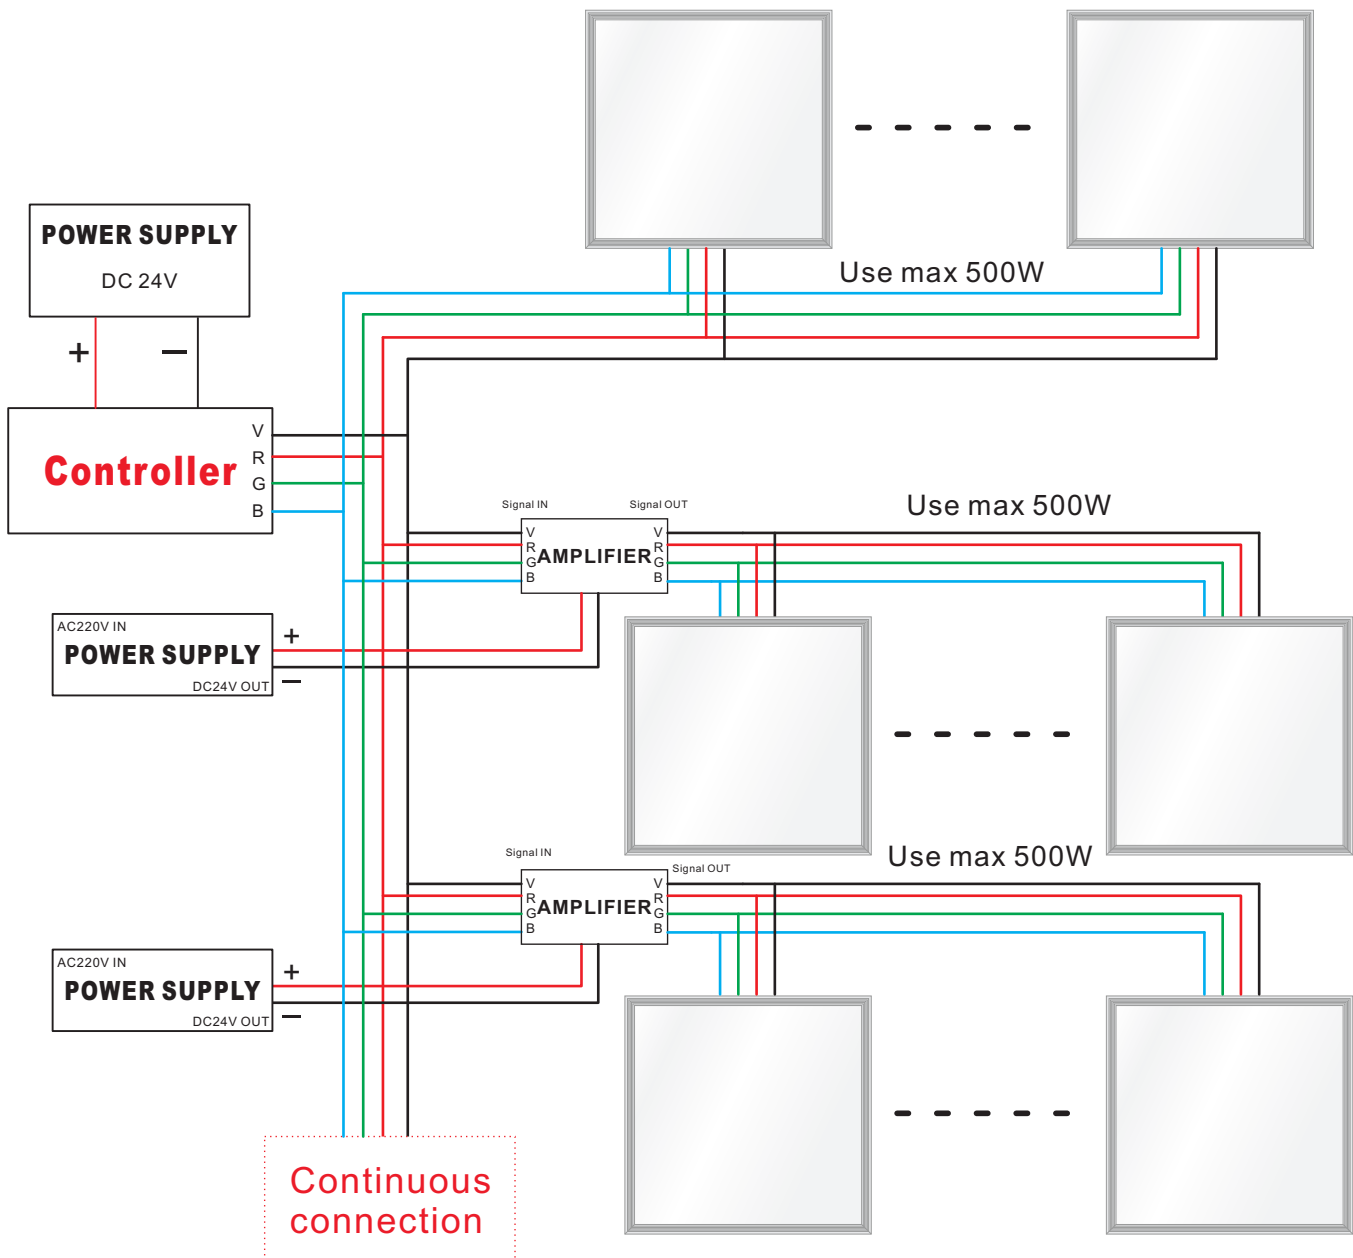 Use max 500W
POWER SUPPLY
DC 24V
+ —
Controller
V
R
G
B
Signal IN
Signal OUT
Use max 500W
V
R
G
B
AMPLIFIER
V
R
G
B
AC220V IN
POWER SUPPLY
DC24V OUT
+
—
Use max 500W
Signal IN
Signal OUT
V
R
G
B
AMPLIFIER
V
R
G
B
AC220V IN
POWER SUPPLY
DC24V OUT
+
—
Continuous
connection